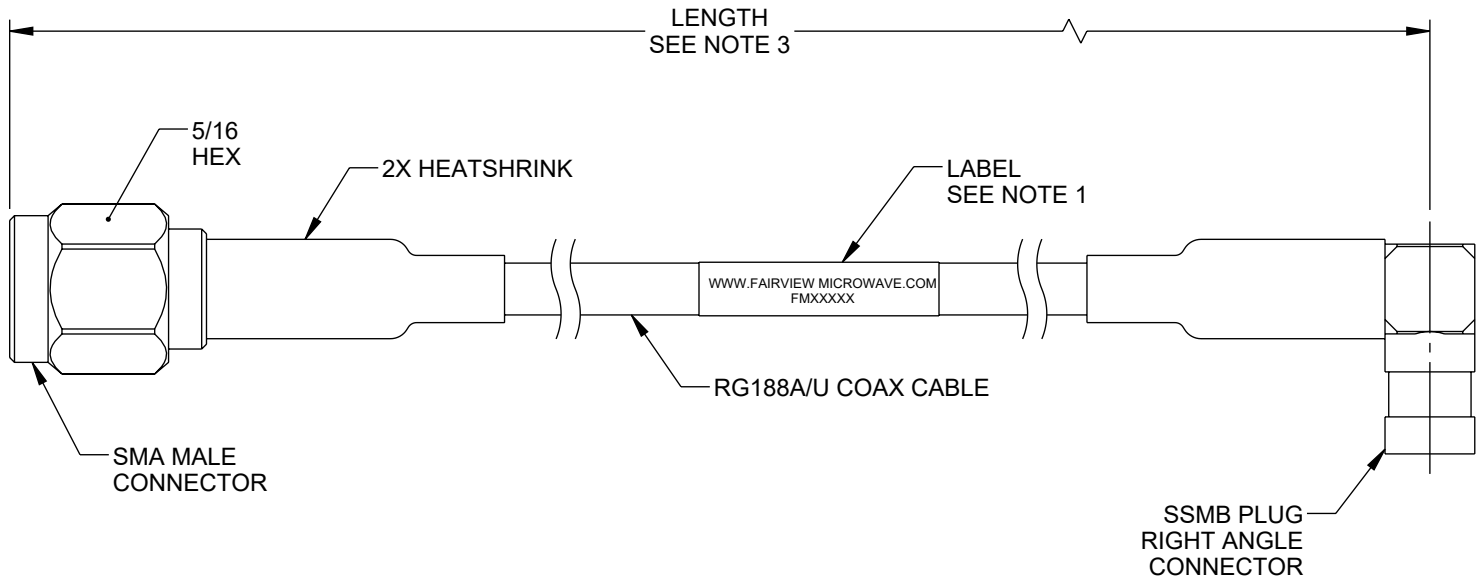 LENGTH
SEE NOTE 3
5/16
HEX
2X HEATSHRINK
LABEL
SEE NOTE 1
WWW.FAIRVIEW MICROWAVE.COM
FMXXXXX
RG188A/U COAX CABLE
SMA MALE
CONNECTOR
SSMB PLUG
RIGHT ANGLE
CONNECTOR